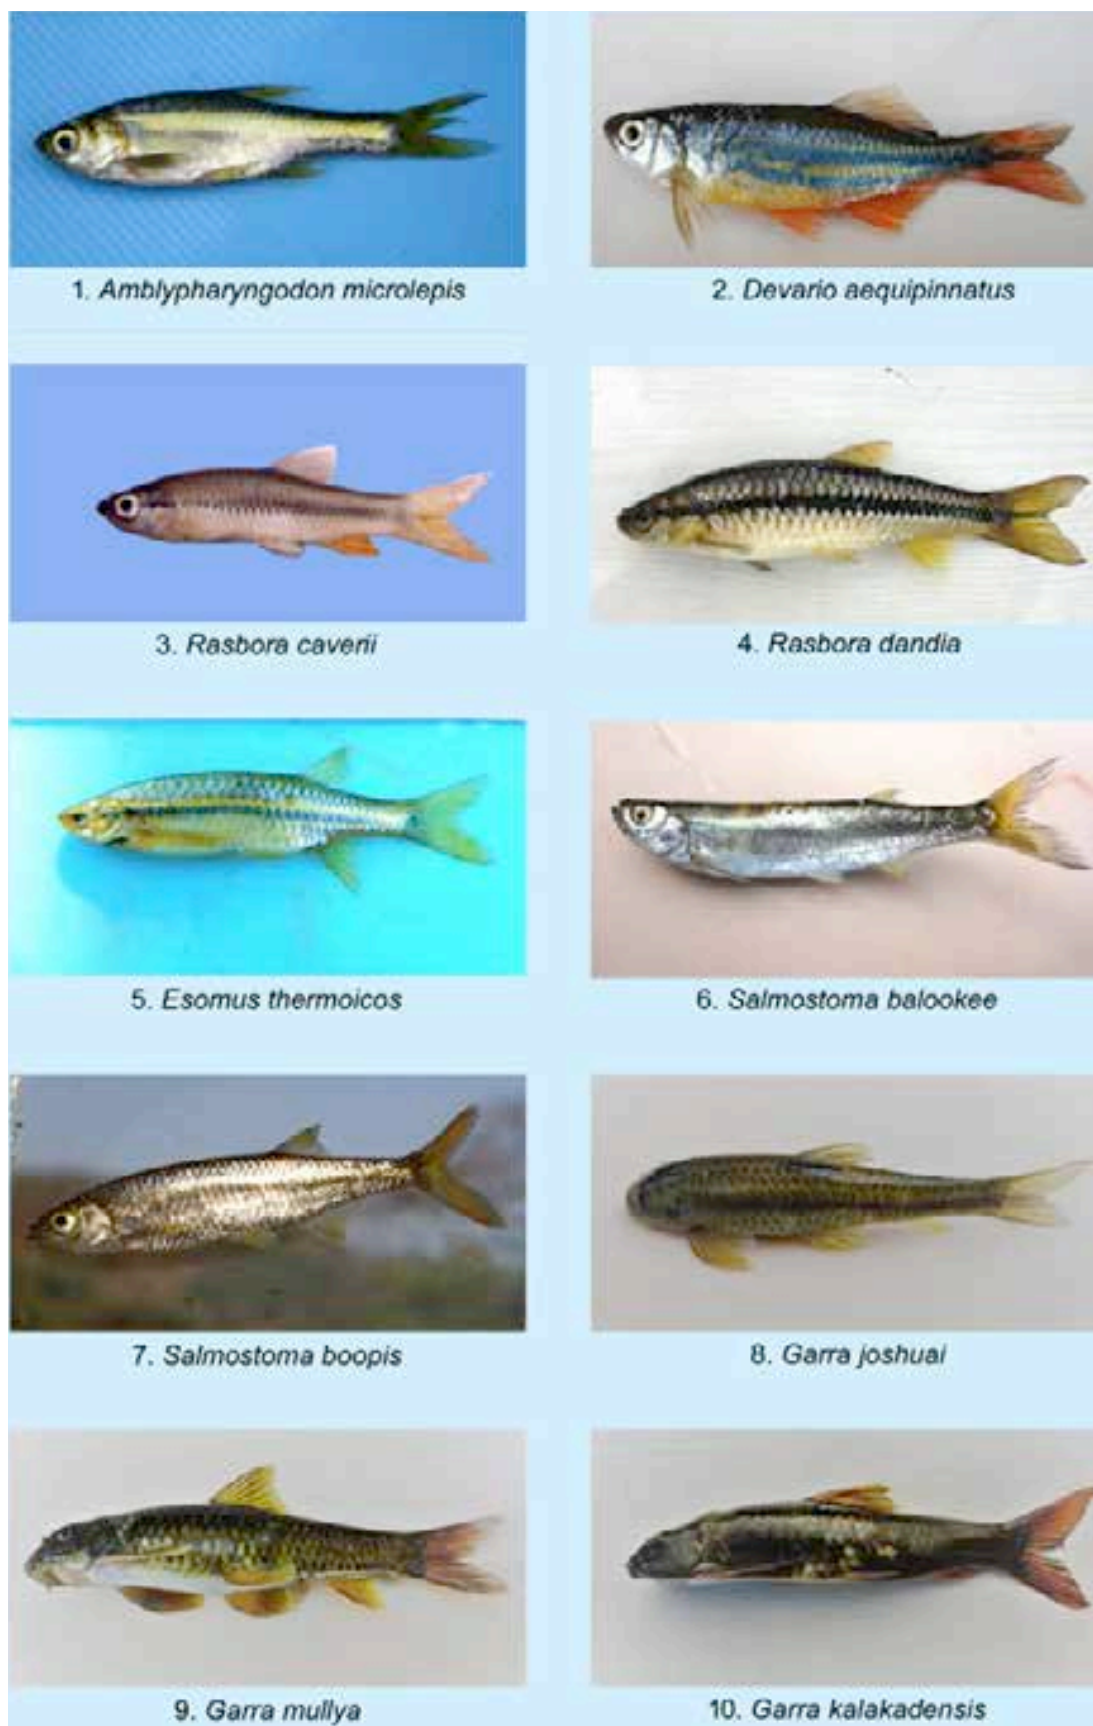 1. Amblypharyngodon microlepis
2. Devario aequipinnatus
3. Rasbora caverii
4. Rasbora dandia
5. Esomus thermoicos
6. Salmostoma balookee
7. Salmostoma boopis
8. Garra joshuai
9. Garra mullya
10. Garra kalakadensis